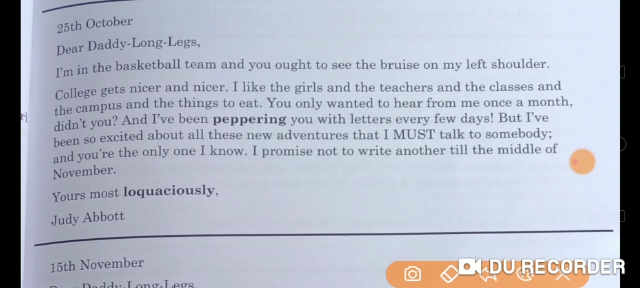 25th October
Dear Daddy-Long-Legs,
I'm in the basketball team and you ought to see the bruise on my left shoulder.
College gets nicer and nicer. I like the girls and the teachers and the classes and
the campus and the things to eat. You only wanted to hear from me once a month,
didn't you? And I've been peppering you with letters every few days! But I've
been so excited about all these new adventures that I MUST talk to somebody;
and you're the only one I know. I promise not to write another till the middle of
November.
Yours most loquaciously,
Judy Abbott
15th November
Dear Daddy-Long-Legs
DU RECORDER